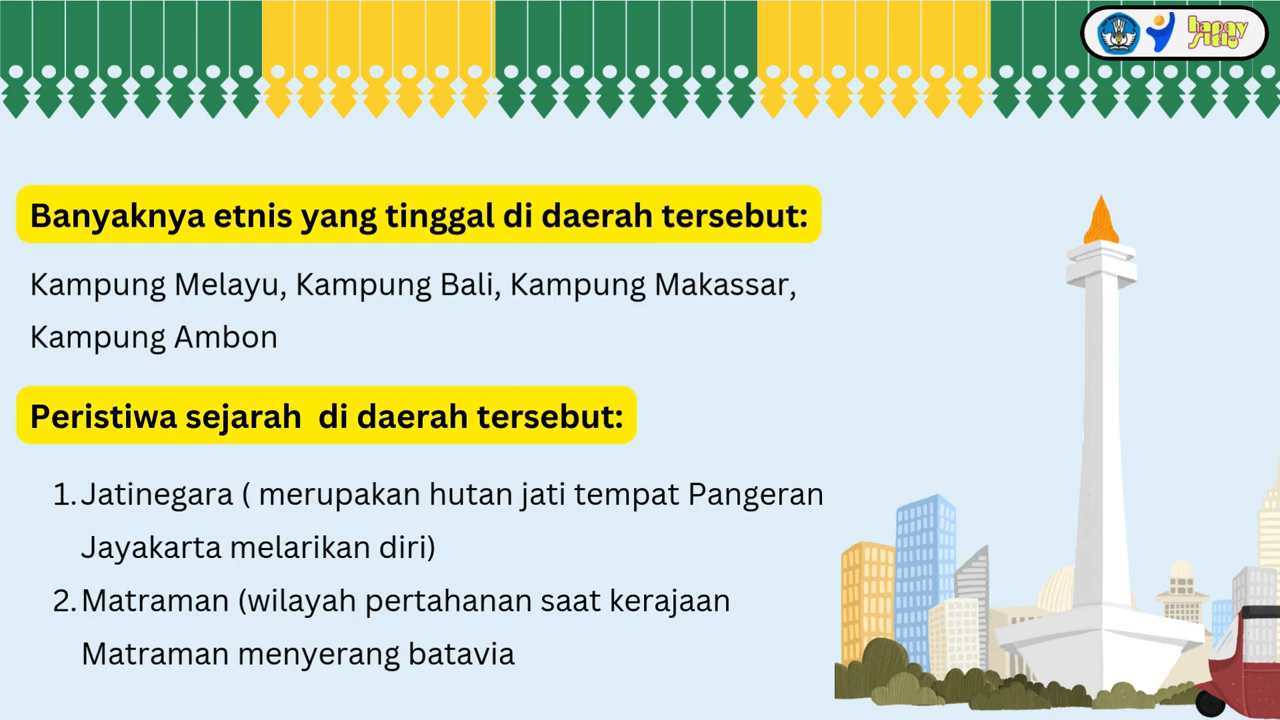 happy
Banyaknya etnis yang tinggal di daerah tersebut:
Kampung Melayu, Kampung Bali, Kampung Makassar,
Kampung Ambon
Peristiwa sejarah  di daerah tersebut:
1. Jatinegara ( merupakan hutan jati tempat Pangeran
Jayakarta melarikan diri)
2. Matraman (wilayah pertahanan saat kerajaan
Matraman menyerang batavia